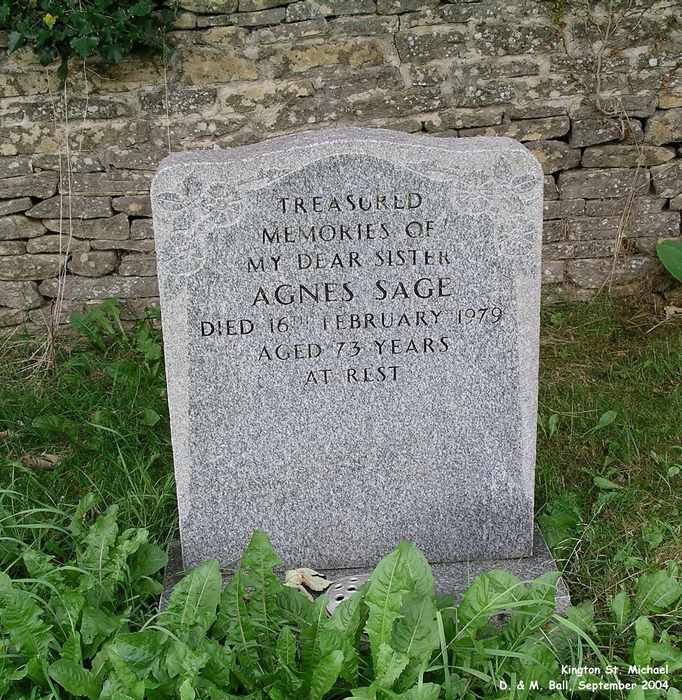 TREASURED
MEMORIES OF
MY DEAR SISTER
AGNES SAGE
DIED 16TH FEBRUARY 1979
AGED 73 YEARS
AT REST
Kington St. Michael
D. & M. Ball, September 2004